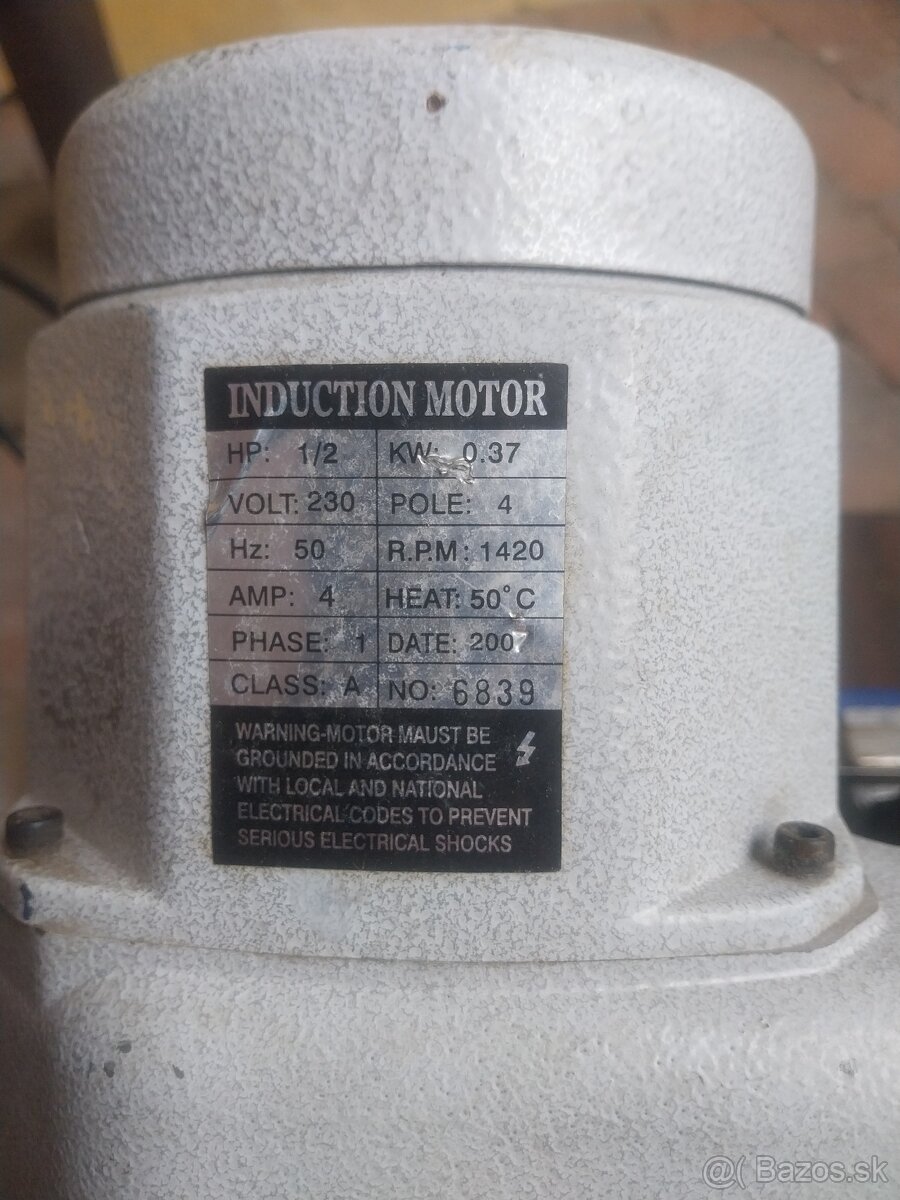 INDUCTION MOTOR
HP: 1/2 KW: 0.37
VOLT: 230 POLE: 4
Hz: 50 R.P.M: 1420
AMP: 4 HEAT: 50°C
PHASE: 1 DATE: 2007
CLASS: A NO: 6839
WARNING-MOTOR MAUST BE
GROUNDED IN ACCORDANCE
WITH LOCAL AND NATIONAL
ELECTRICAL CODES TO PREVENT
SERIOUS ELECTRICAL SHOCKS
@( Bazos.sk